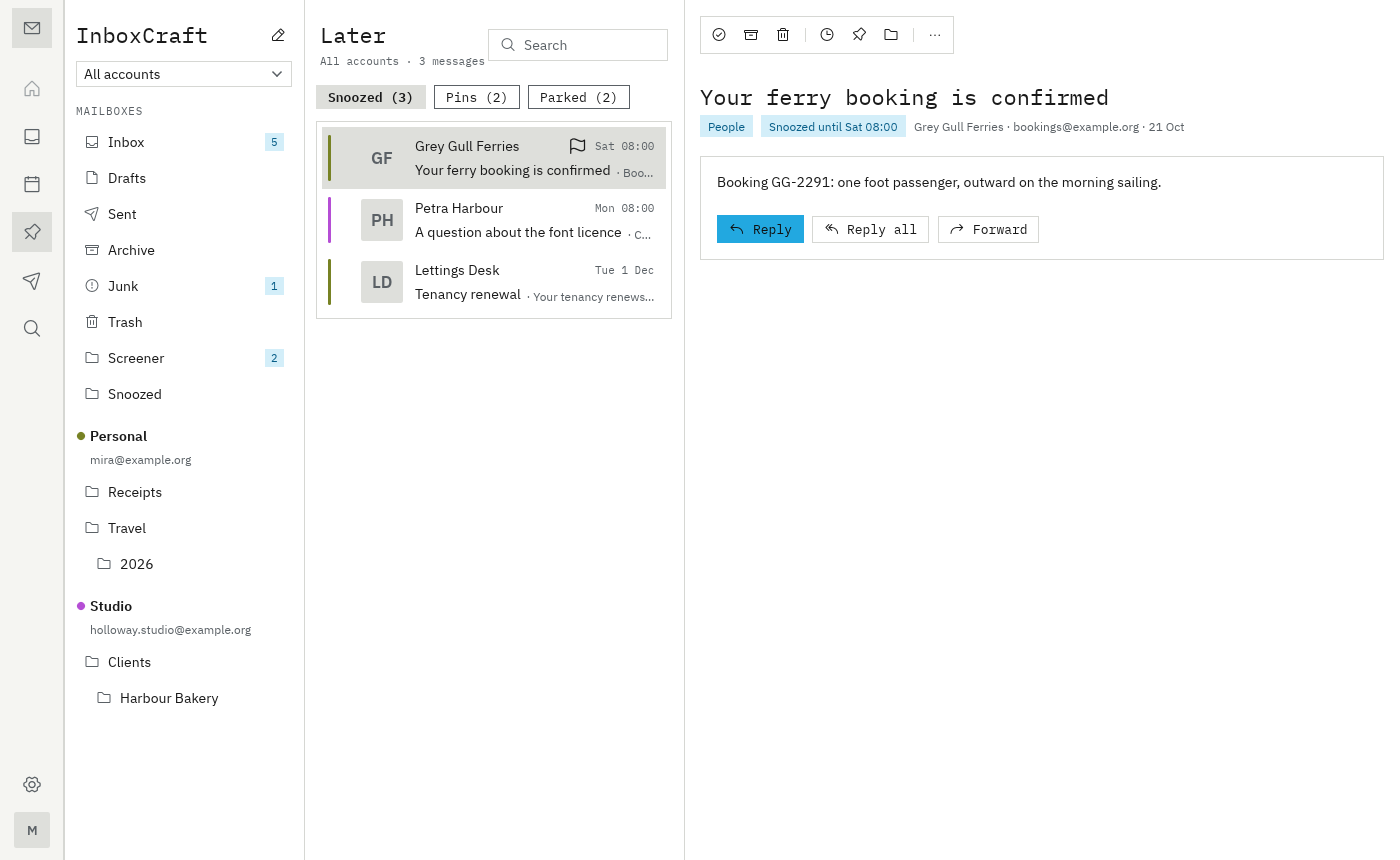 InboxCraft
All accounts
MAILBOXES
Inbox 5
Drafts
Sent
Archive
Junk 1
Trash
Screener 2
Snoozed
Personal
mira@example.org
Receipts
Travel
2026
Studio
holloway.studio@example.org
Clients
Harbour Bakery
M
Later
All accounts · 3 messages
Search
Snoozed (3) Pins (2) Parked (2)
GF Grey Gull Ferries Sat 08:00
Your ferry booking is confirmed · Boo…
PH Petra Harbour Mon 08:00
A question about the font licence · C…
LD Lettings Desk Tue 1 Dec
Tenancy renewal · Your tenancy renews…
Your ferry booking is confirmed
People Snoozed until Sat 08:00 Grey Gull Ferries · bookings@example.org · 21 Oct
Booking GG-2291: one foot passenger, outward on the morning sailing.
Reply Reply all Forward